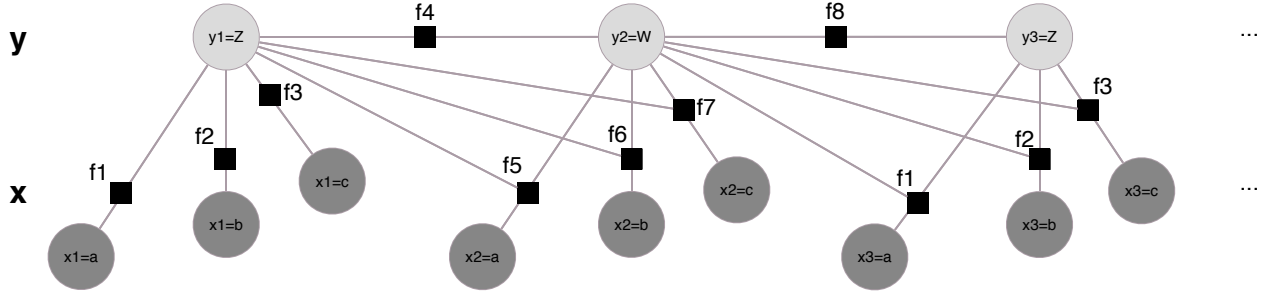 f4 f8
y y1=Z y2=W y3=Z ...
f3 f7 f3
f2 f6 f2
f1 f5 f1
x x1=c x2=c x3=c ...
x1=b x2=b x3=b
x1=a x2=a x3=a